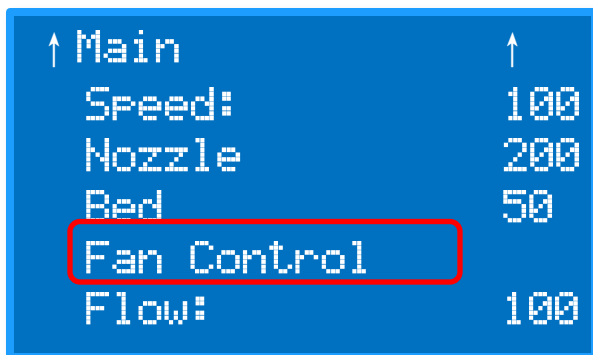 ↑ Main ↑
Speed: 100
Nozzle 200
Bed 50
Fan Control
Flow: 100